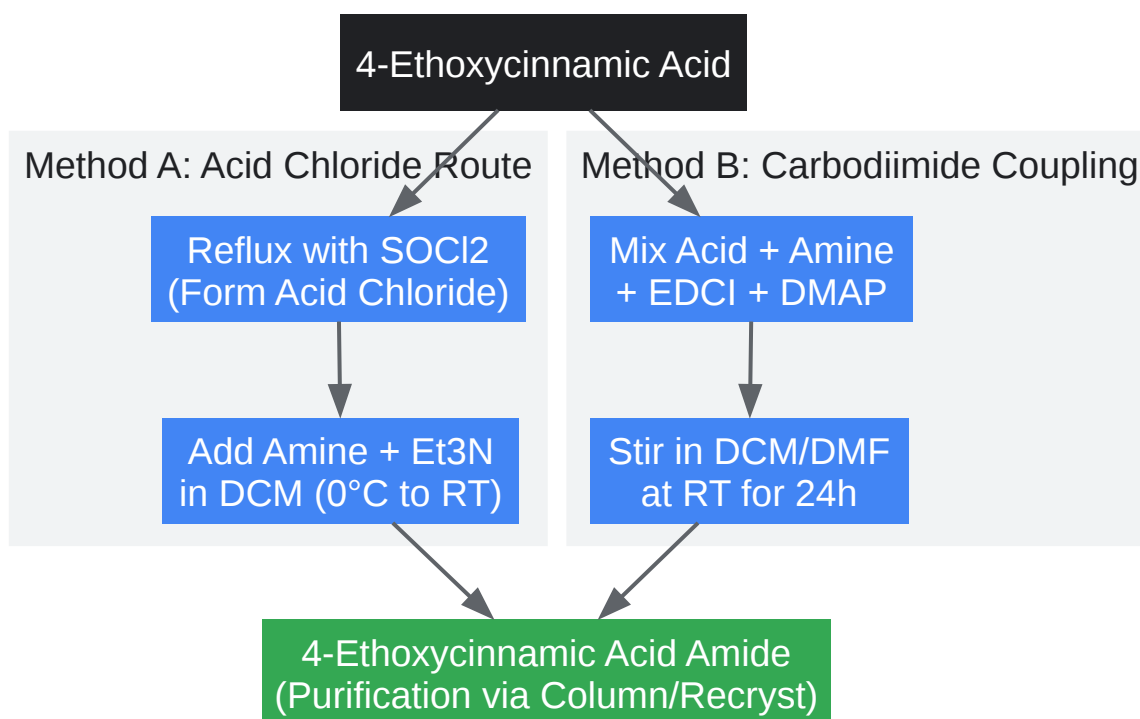 4-Ethoxycinnamic Acid
Method A: Acid Chloride Route
Method B: Carbodiimide Coupling
Reflux with SOCl2
(Form Acid Chloride)
Mix Acid + Amine
+ EDCI + DMAP
Add Amine + Et3N
in DCM (0°C to RT)
Stir in DCM/DMF
at RT for 24h
4-Ethoxycinnamic Acid Amide
(Purification via Column/Recryst)